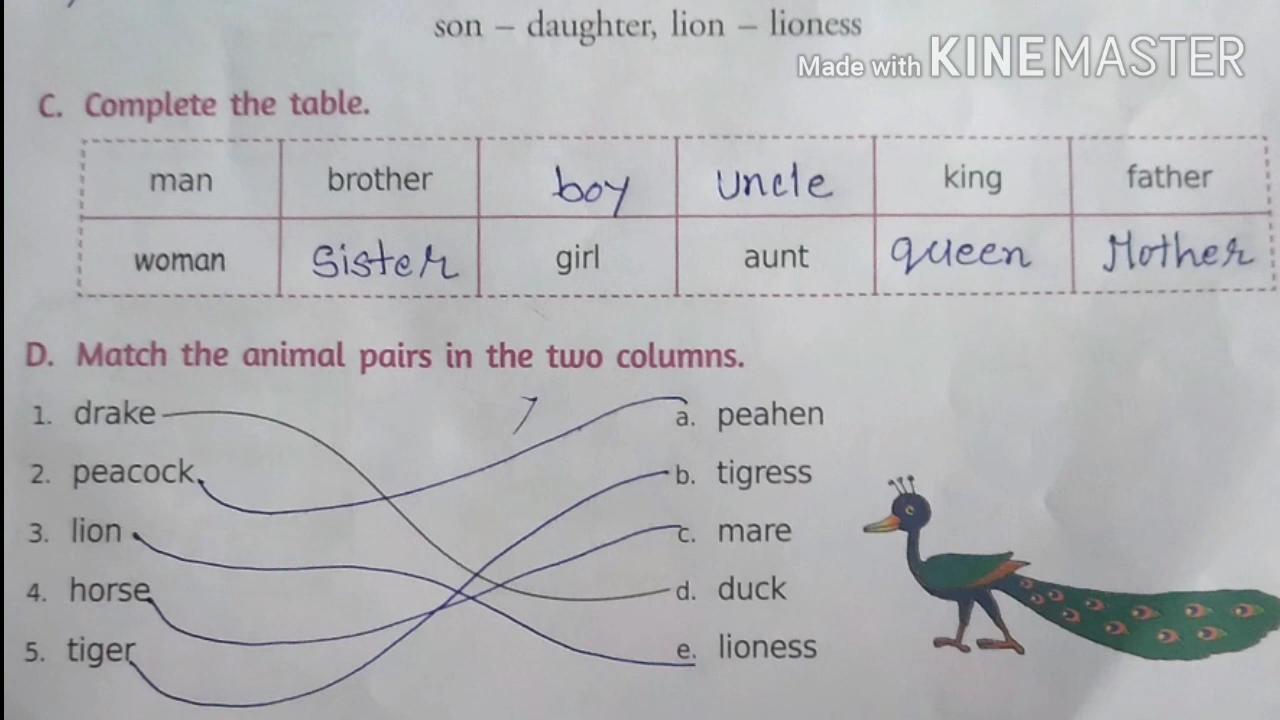 son – daughter, lion – lioness
Made with KINEMASTER
C. Complete the table.
man brother boy uncle king father
woman Sister girl aunt queen Mother
D. Match the animal pairs in the two columns.
1. drake a. peahen
2. peacock b. tigress
3. lion c. mare
4. horse d. duck
5. tiger e. lioness